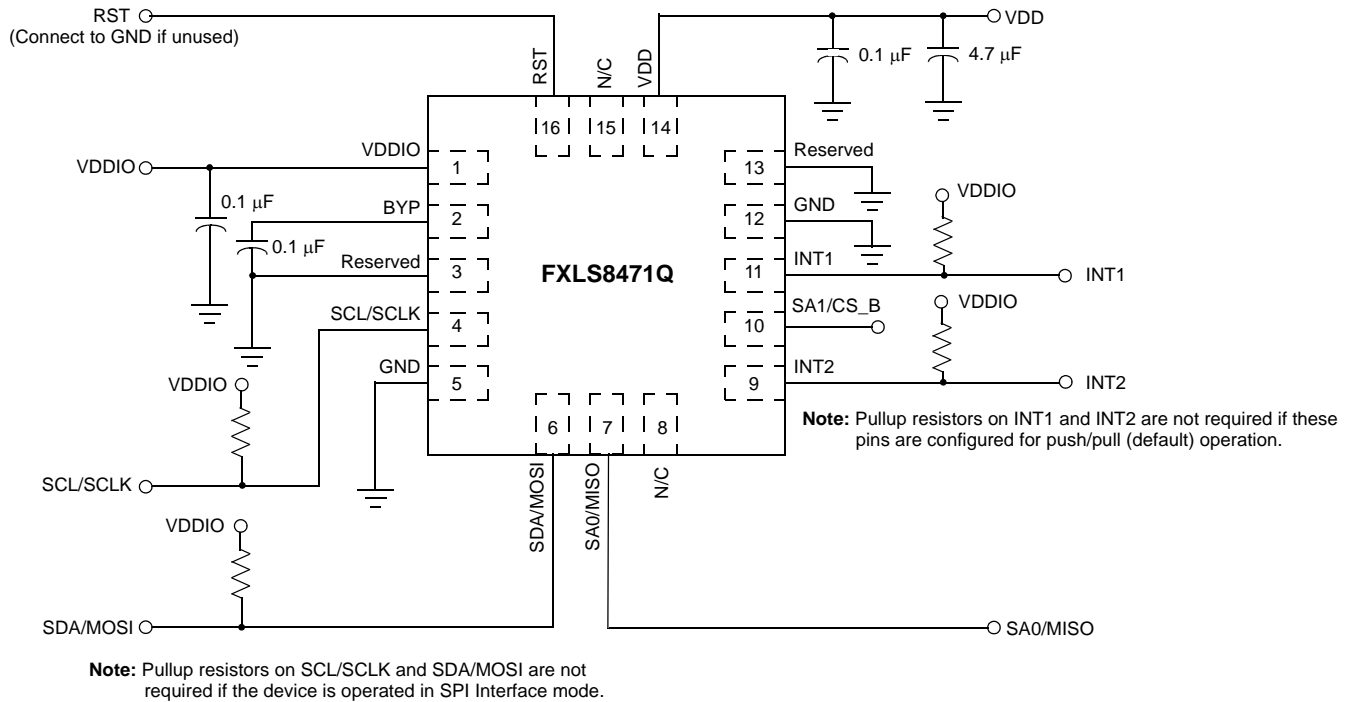 RST
(Connect to GND if unused)
VDD
0.1 μF
4.7 μF
RST
N/C
VDD
16
15
14
VDDIO
VDDIO
1
13
Reserved
0.1 μF
BYP
2
12
GND
VDDIO
0.1 μF
Reserved
3
FXLS8471Q
11
INT1
INT1
SCL/SCLK
4
10
SA1/CS_B
VDDIO
GND
5
9
INT2
INT2
VDDIO
6
7
8
Note: Pullup resistors on INT1 and INT2 are not required if these
pins are configured for push/pull (default) operation.
SCL/SCLK
SDA/MOSI
SA0/MISO
N/C
VDDIO
SDA/MOSI
SA0/MISO
Note: Pullup resistors on SCL/SCLK and SDA/MOSI are not
required if the device is operated in SPI Interface mode.